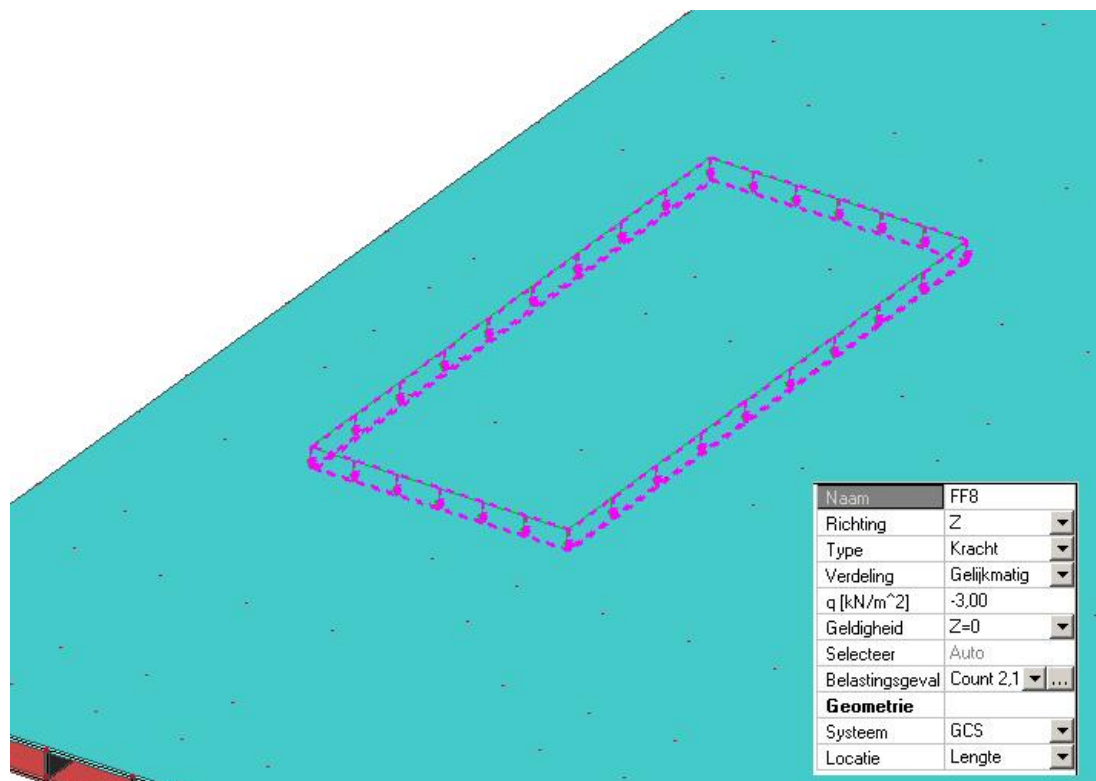 Naam FF8
Richting Z
Type Kracht
Verdeling Gelijkmatig
q [kN/m^2] -3,00
Geldigheid Z=0
Selecteer Auto
Belastingsgeval Count 2,1 ...
Geometrie
Systeem GCS
Locatie Lengte